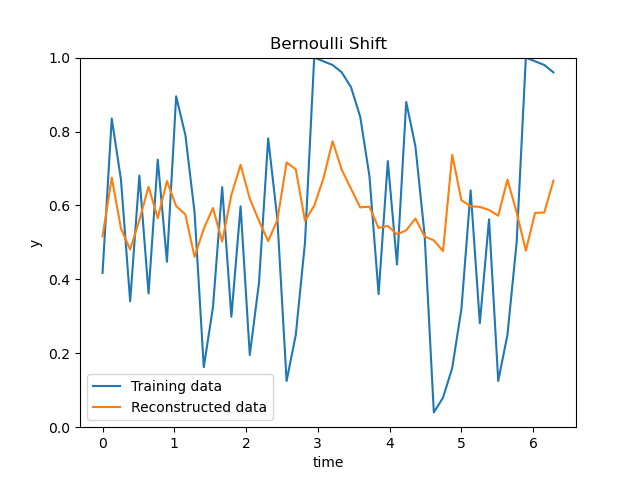 Bernoulli Shift
1.0
0.8
0.6
0.4
0.2
0.0
y
Training data
Reconstructed data
0 1 2 3 4 5 6
time